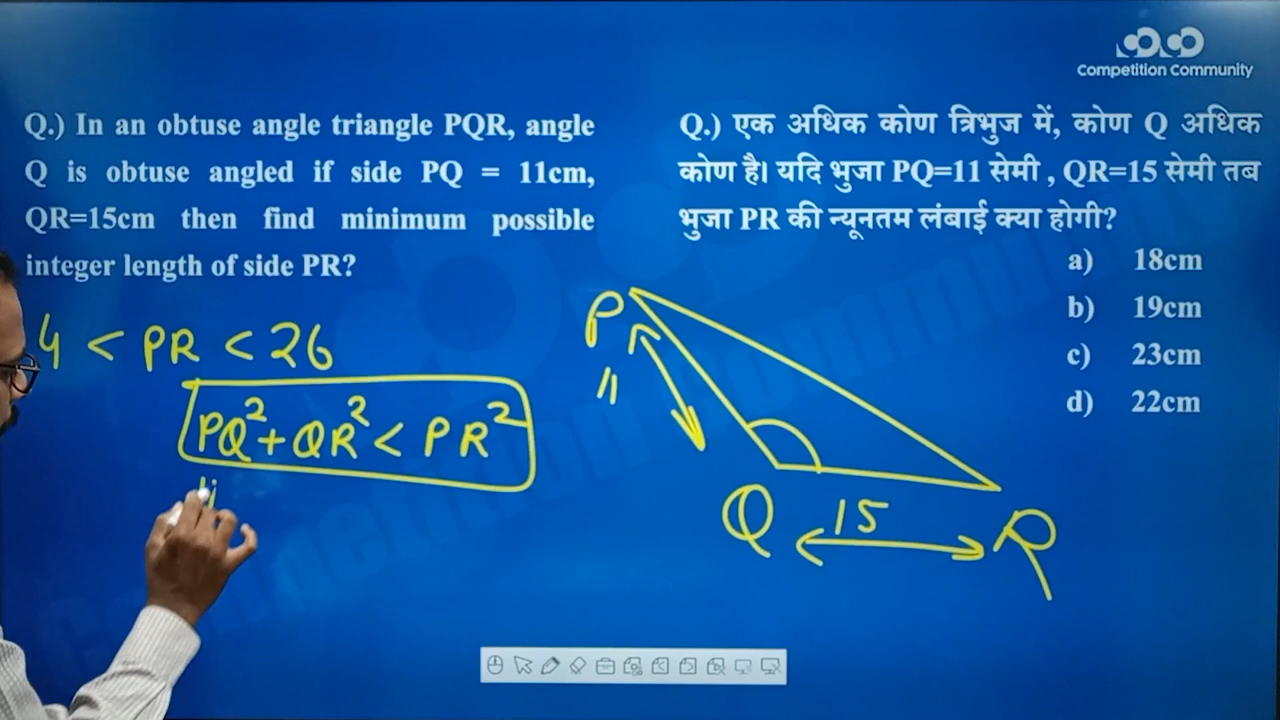 Competition Community
Q.) In an obtuse angle triangle PQR, angle
Q is obtuse angled if side PQ = 11cm,
QR=15cm then find minimum possible
integer length of side PR?
Q.) एक अधिक कोण त्रिभुज में, कोण Q अधिक
कोण है। यदि भुजा PQ=11 सेमी , QR=15 सेमी तब
भुजा PR की न्यूनतम लंबाई क्या होगी?
a) 18cm
b) 19cm
c) 23cm
d) 22cm
4 < PR < 26
PQ² + QR² < PR²
P
11
Q
15
R